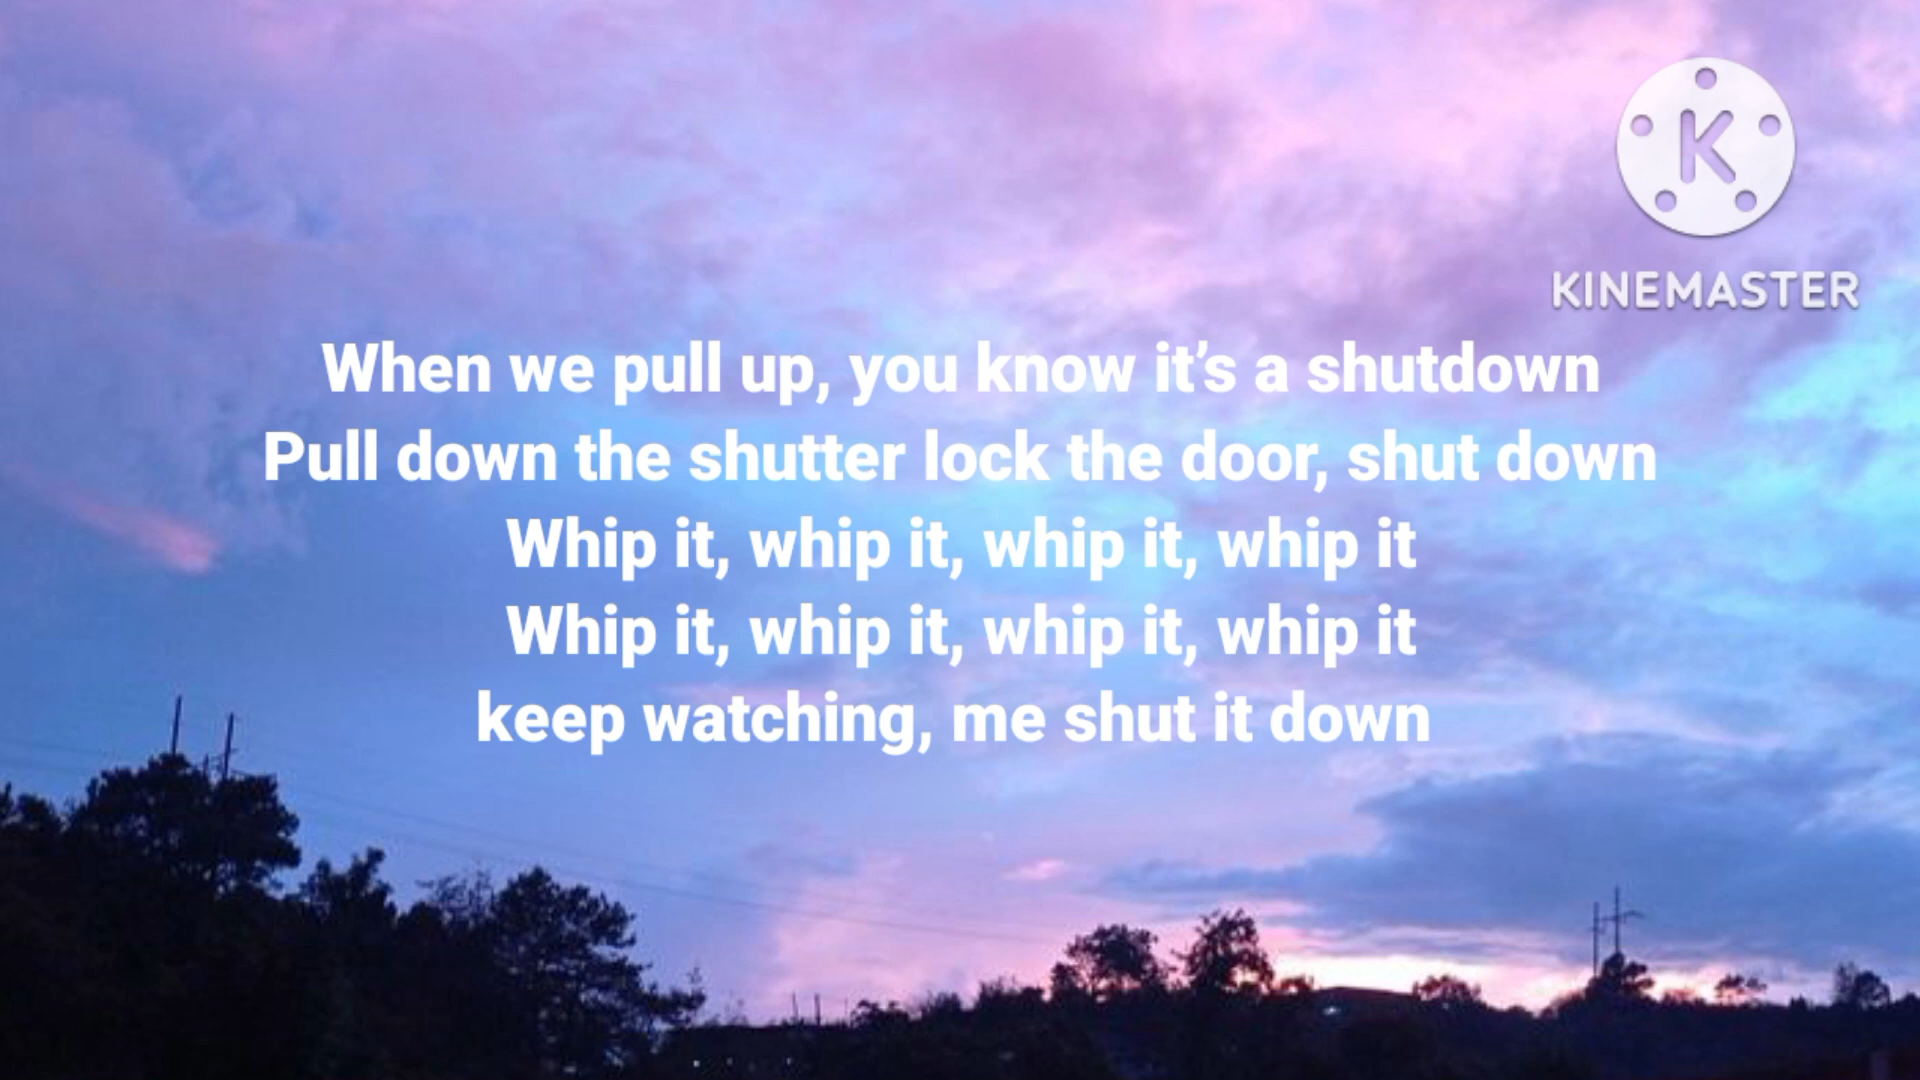 K
KINEMASTER
When we pull up, you know it’s a shutdown
Pull down the shutter lock the door, shut down
Whip it, whip it, whip it, whip it
Whip it, whip it, whip it, whip it
keep watching, me shut it down